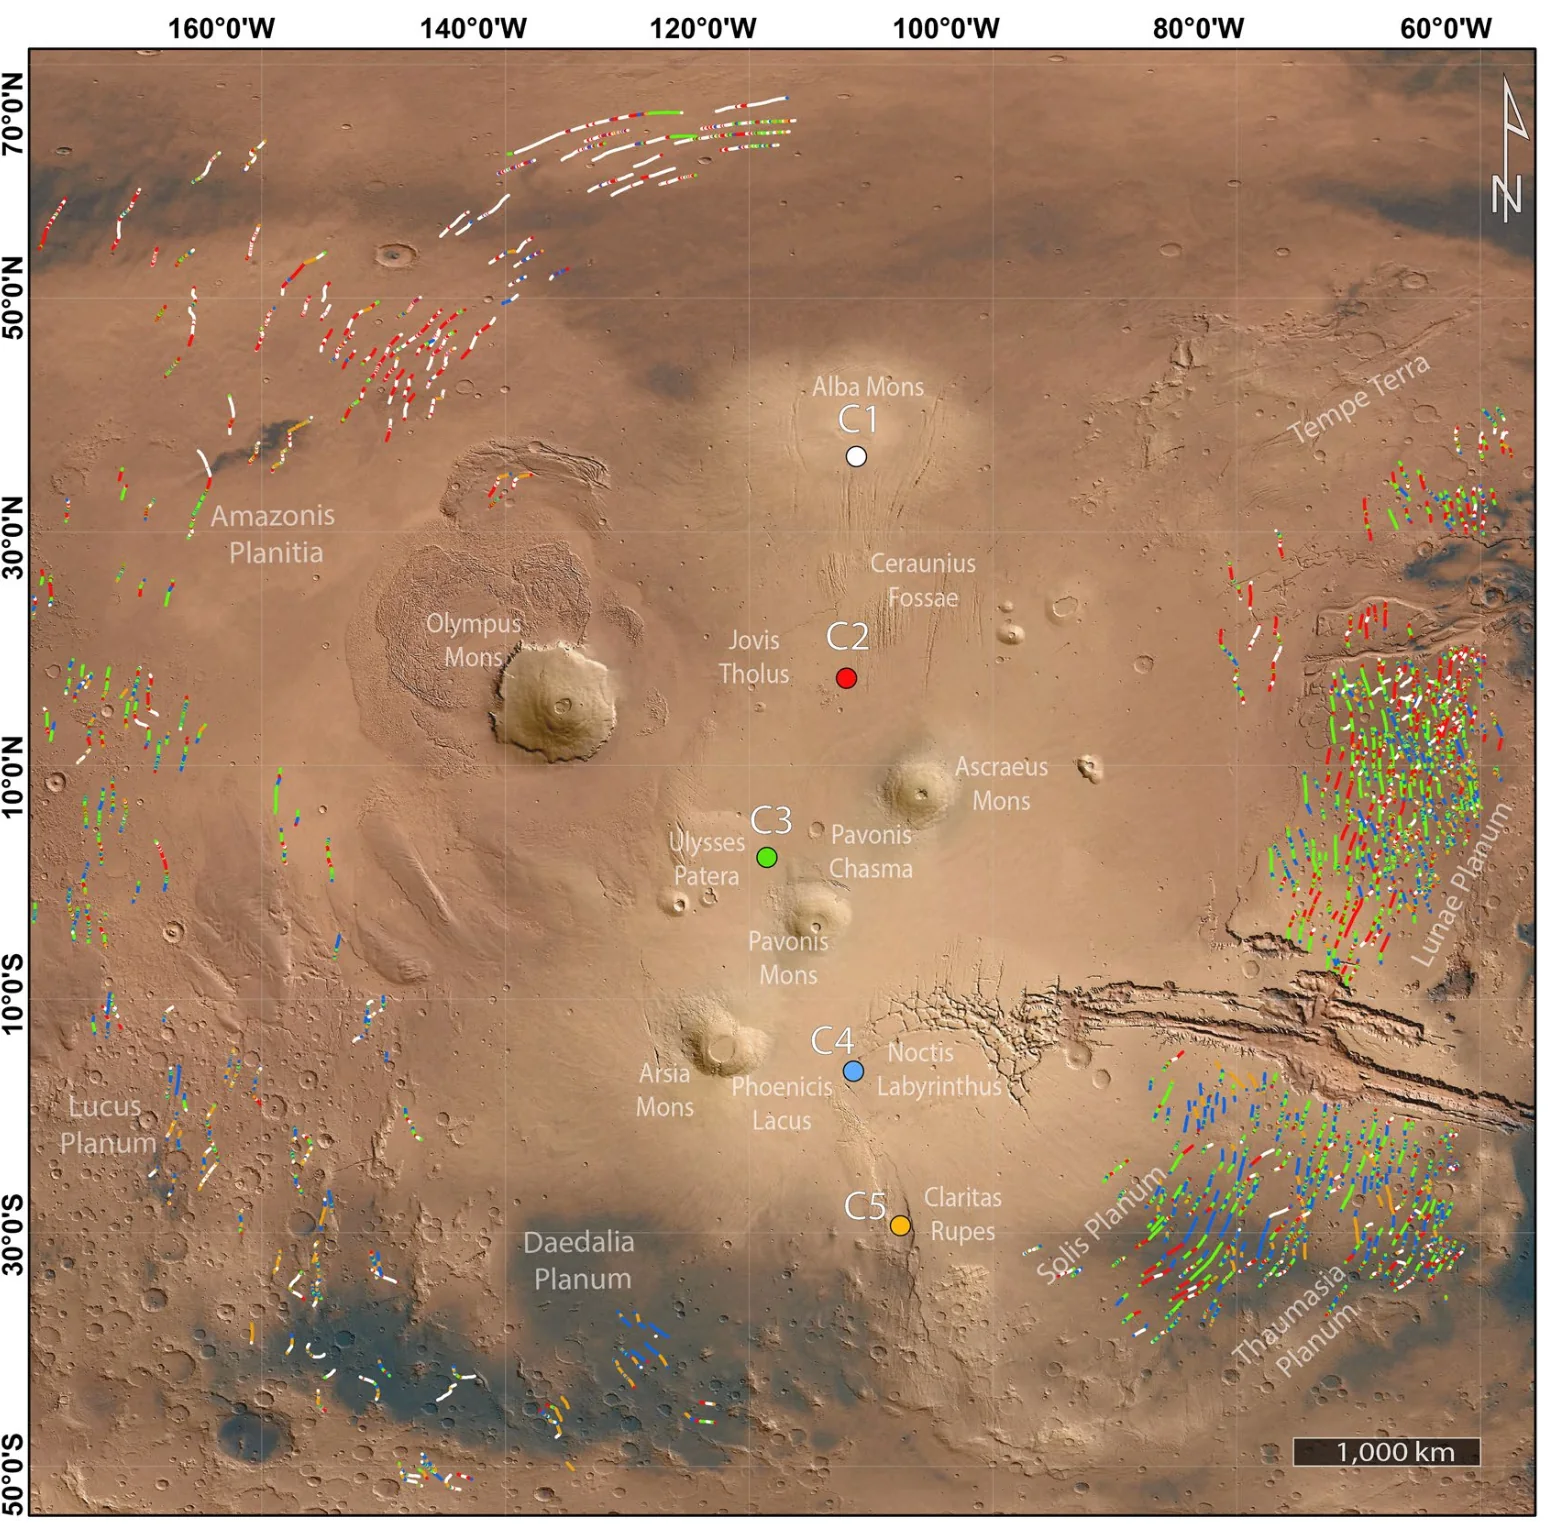 160°0'W 140°0'W 120°0'W 100°0'W 80°0'W 60°0'W
70°0'N
N
50°0'N
Alba Mons
C1
Tempe Terra
Amazonis
Planitia
30°0'N
Ceraunius
Fossae
Olympus
Mons
C2
Jovis
Tholus
10°0'N
Ascraeus
Mons
C3
Ulysses
Patera
Pavonis
Chasma
Lunae Planum
Pavonis
Mons
10°0'S
C4
Noctis
Labyrinthus
Arsia
Mons
Phoenicis
Lacus
Lucus
Planum
C5
Claritas
Rupes
Solis Planum
30°0'S
Daedalia
Planum
Thaumasia
Planum
1,000 km
50°0'S